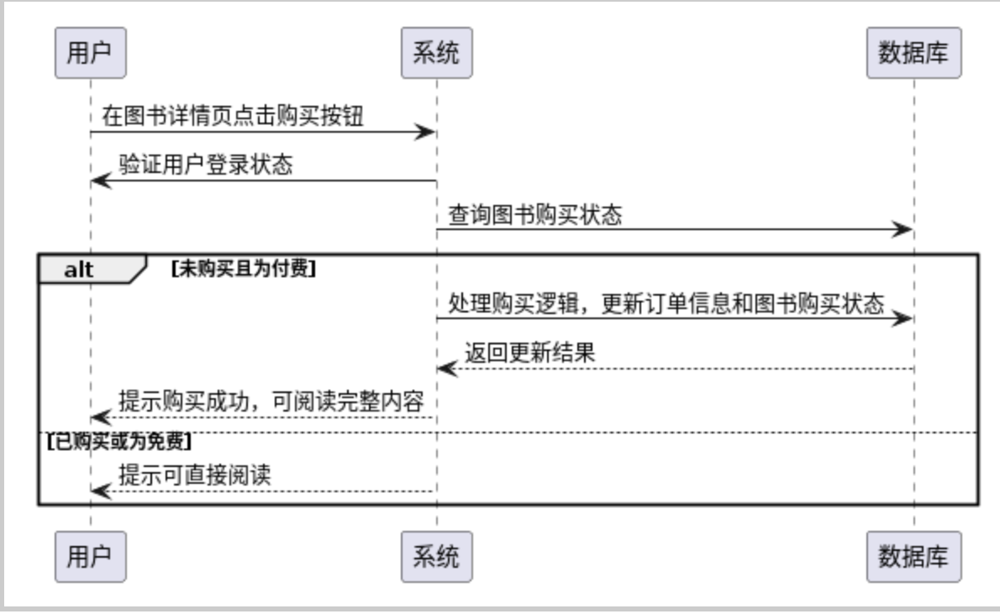 用户
系统
数据库
在图书详情页点击购买按钮
验证用户登录状态
查询图书购买状态
alt
[未购买且为付费]
处理购买逻辑，更新订单信息和图书购买状态
返回更新结果
提示购买成功，可阅读完整内容
[已购买或为免费]
提示可直接阅读
用户
系统
数据库